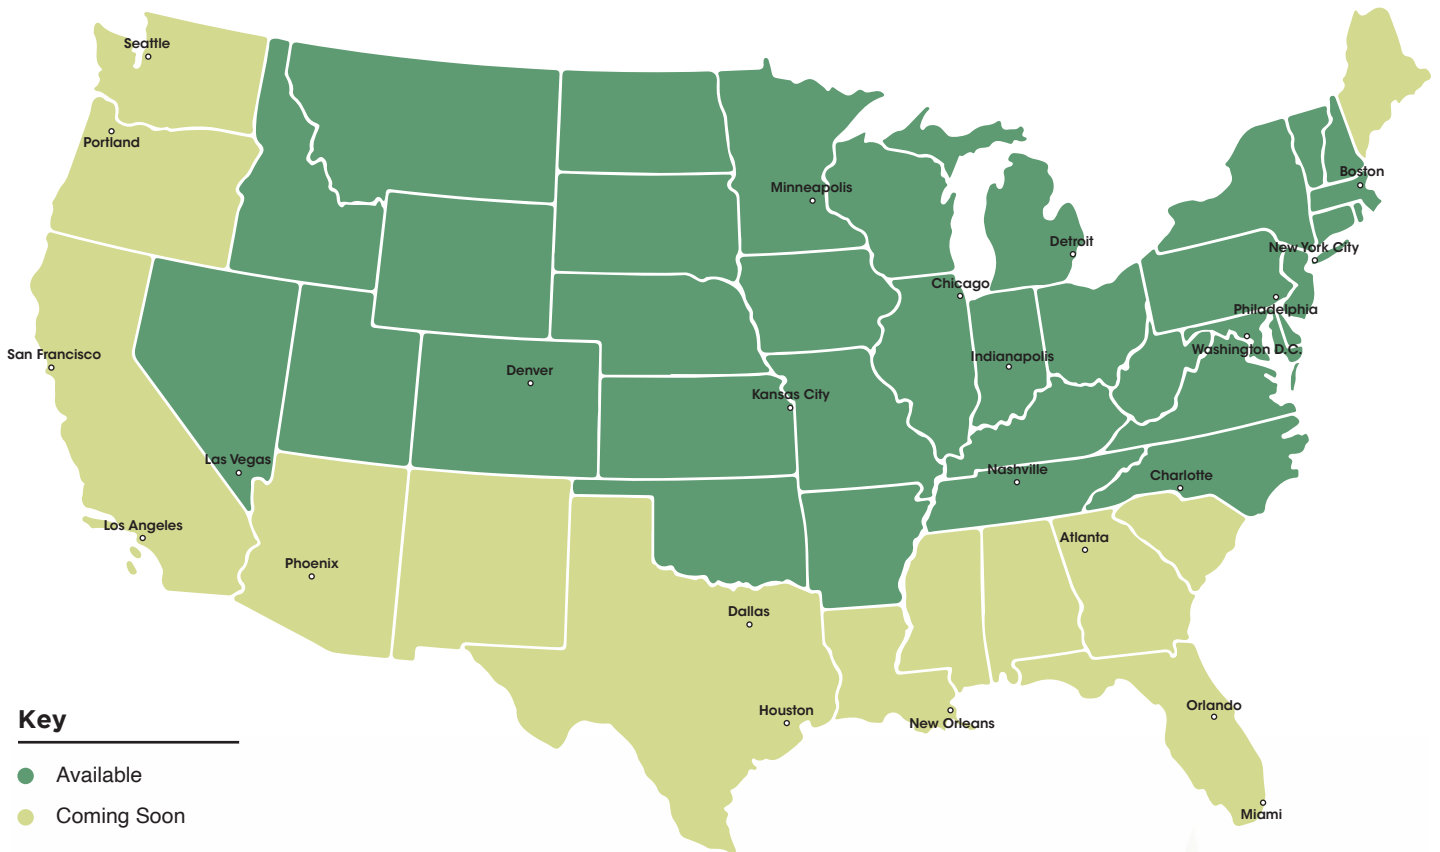 Seattle
Portland
Boston
Minneapolis
Detroit
New York City
Chicago
Philadelphia
Washington D.C.
San Francisco
Indianapolis
Denver
Kansas City
Las Vegas
Nashville
Charlotte
Los Angeles
Atlanta
Phoenix
Dallas
Houston
Orlando
New Orleans
Miami
Key
Available
Coming Soon